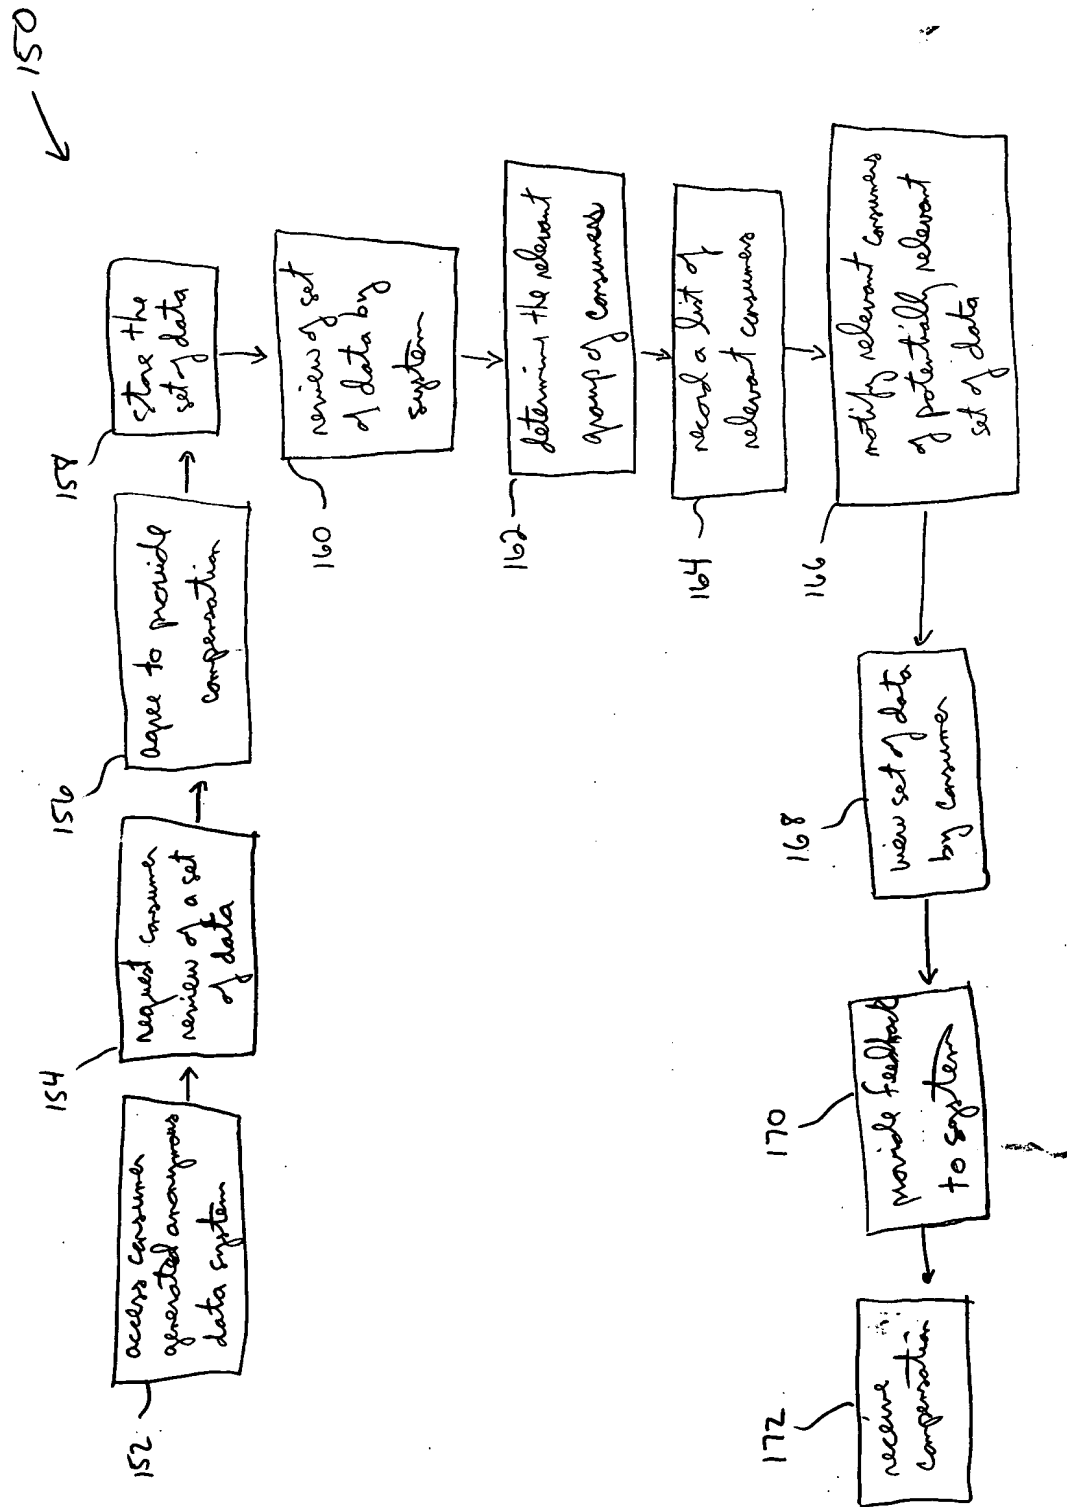 150
152
access consumer
generated anonymous
data system
154
request consumer
review of a set
of data
156
agree to provide
compensation
158
store the
set of data
160
review of set
of data by
system
162
determine the relevant
group of consumers
164
record a list of
relevant consumers
166
notify relevant consumers
of potentially relevant
set of data
168
view set of data
by consumer
170
provide feedback
to system
172
receive
compensation